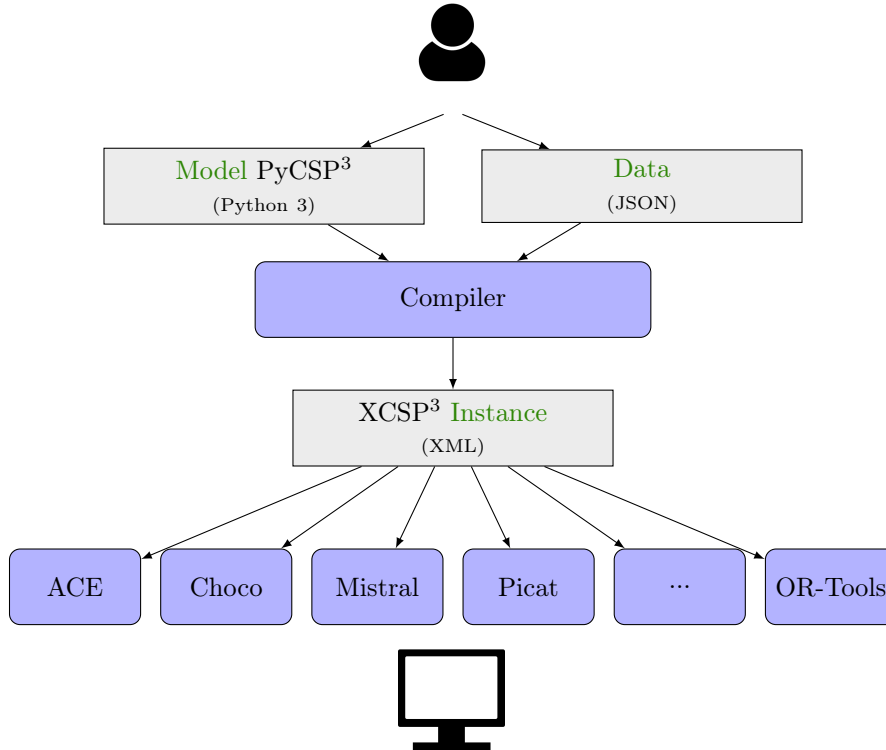 Model PyCSP³
(Python 3)
Data
(JSON)
Compiler
XCSP³ Instance
(XML)
ACE
Choco
Mistral
Picat
...
OR-Tools